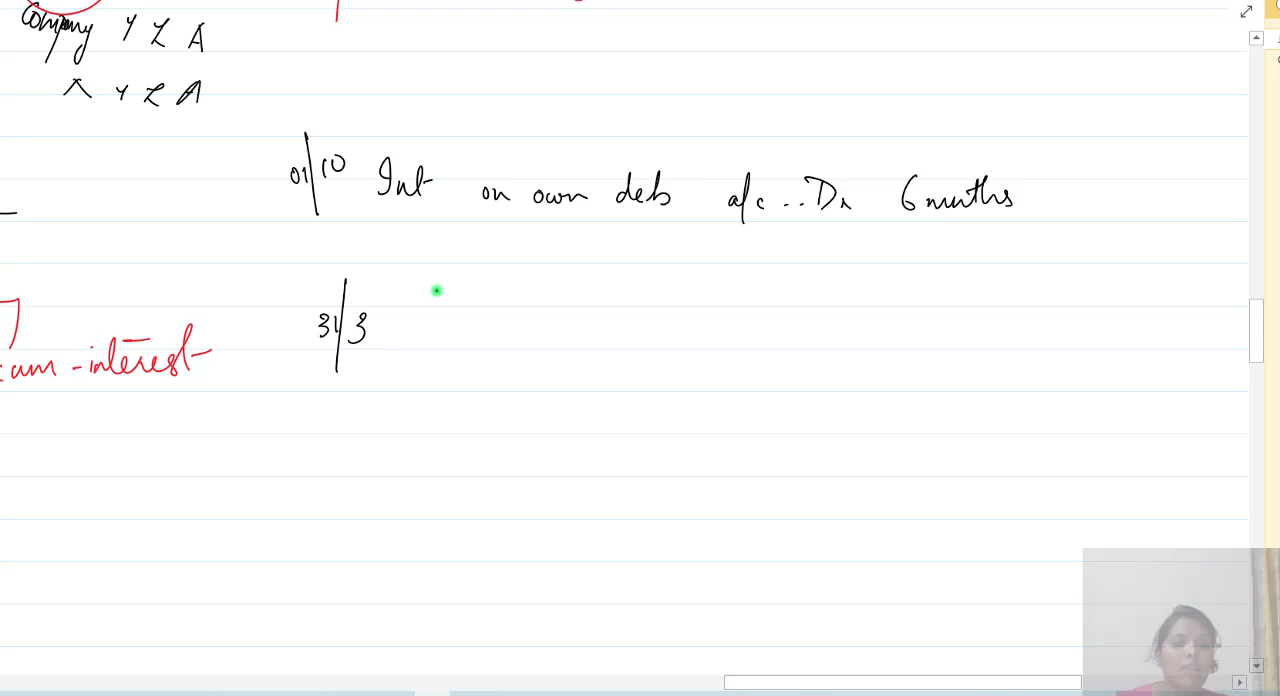 Company Y Z A
X Y Z A
01/10 Int on own deb a/c .. Dr 6 months
31/3
cum - interest